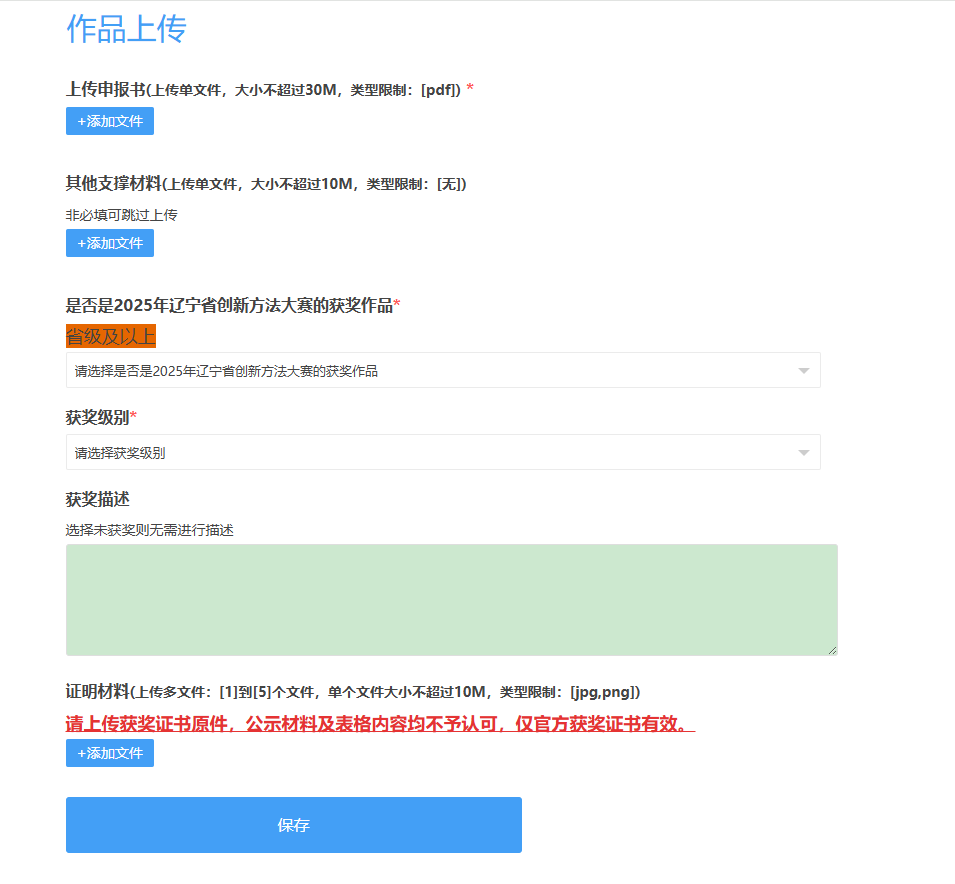 作品上传
上传申报书(上传单文件，大小不超过30M，类型限制：[pdf]) *
+添加文件
其他支撑材料(上传单文件，大小不超过10M，类型限制：[无])
非必填可跳过上传
+添加文件
是否是2025年辽宁省创新方法大赛的获奖作品*
省级及以上
请选择是否是2025年辽宁省创新方法大赛的获奖作品
获奖级别*
请选择获奖级别
获奖描述
选择未获奖则无需进行描述
证明材料(上传多文件：[1]到[5]个文件，单个文件大小不超过10M，类型限制：[jpg,png])
请上传获奖证书原件，公示材料及表格内容均不予认可，仅官方获奖证书有效。
+添加文件
保存